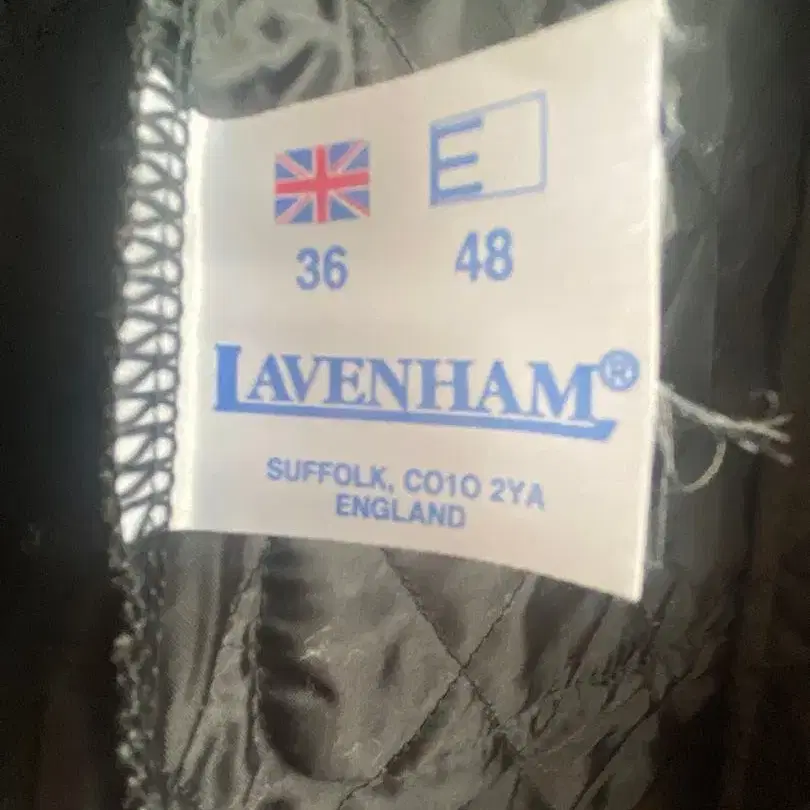 E
36 48
LAVENHAM®
SUFFOLK, CO10 2YA
ENGLAND